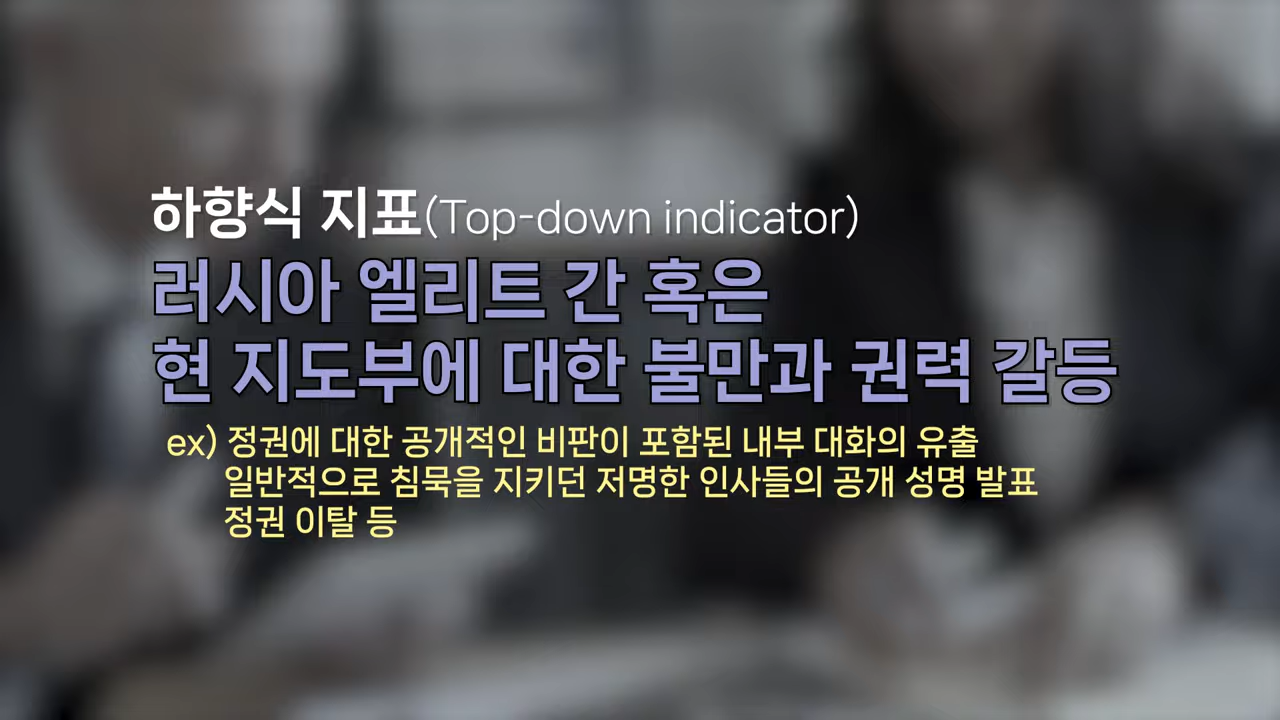 하향식 지표(Top-down indicator)
러시아 엘리트 간 혹은
현 지도부에 대한 불만과 권력 갈등
ex) 정권에 대한 공개적인 비판이 포함된 내부 대화의 유출
일반적으로 침묵을 지키던 저명한 인사들의 공개 성명 발표
정권 이탈 등